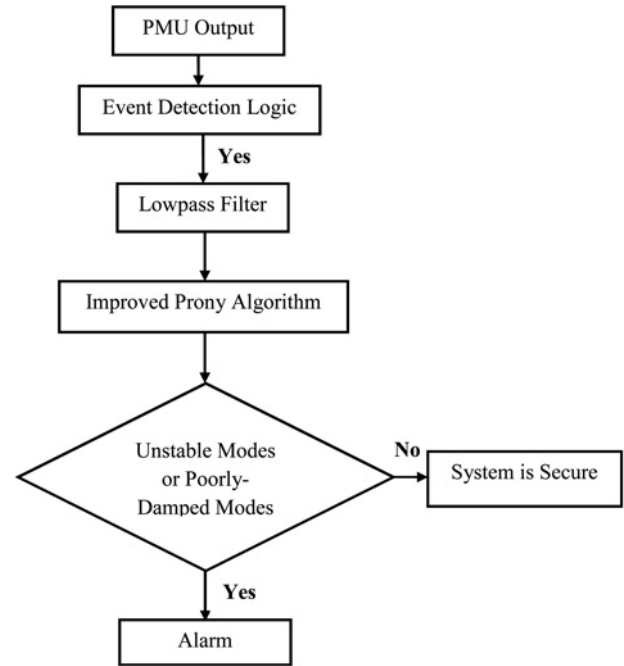 PMU Output
Event Detection Logic
Yes
Lowpass Filter
Improved Prony Algorithm
Unstable Modes
or Poorly-
Damped Modes
No
System is Secure
Yes
Alarm